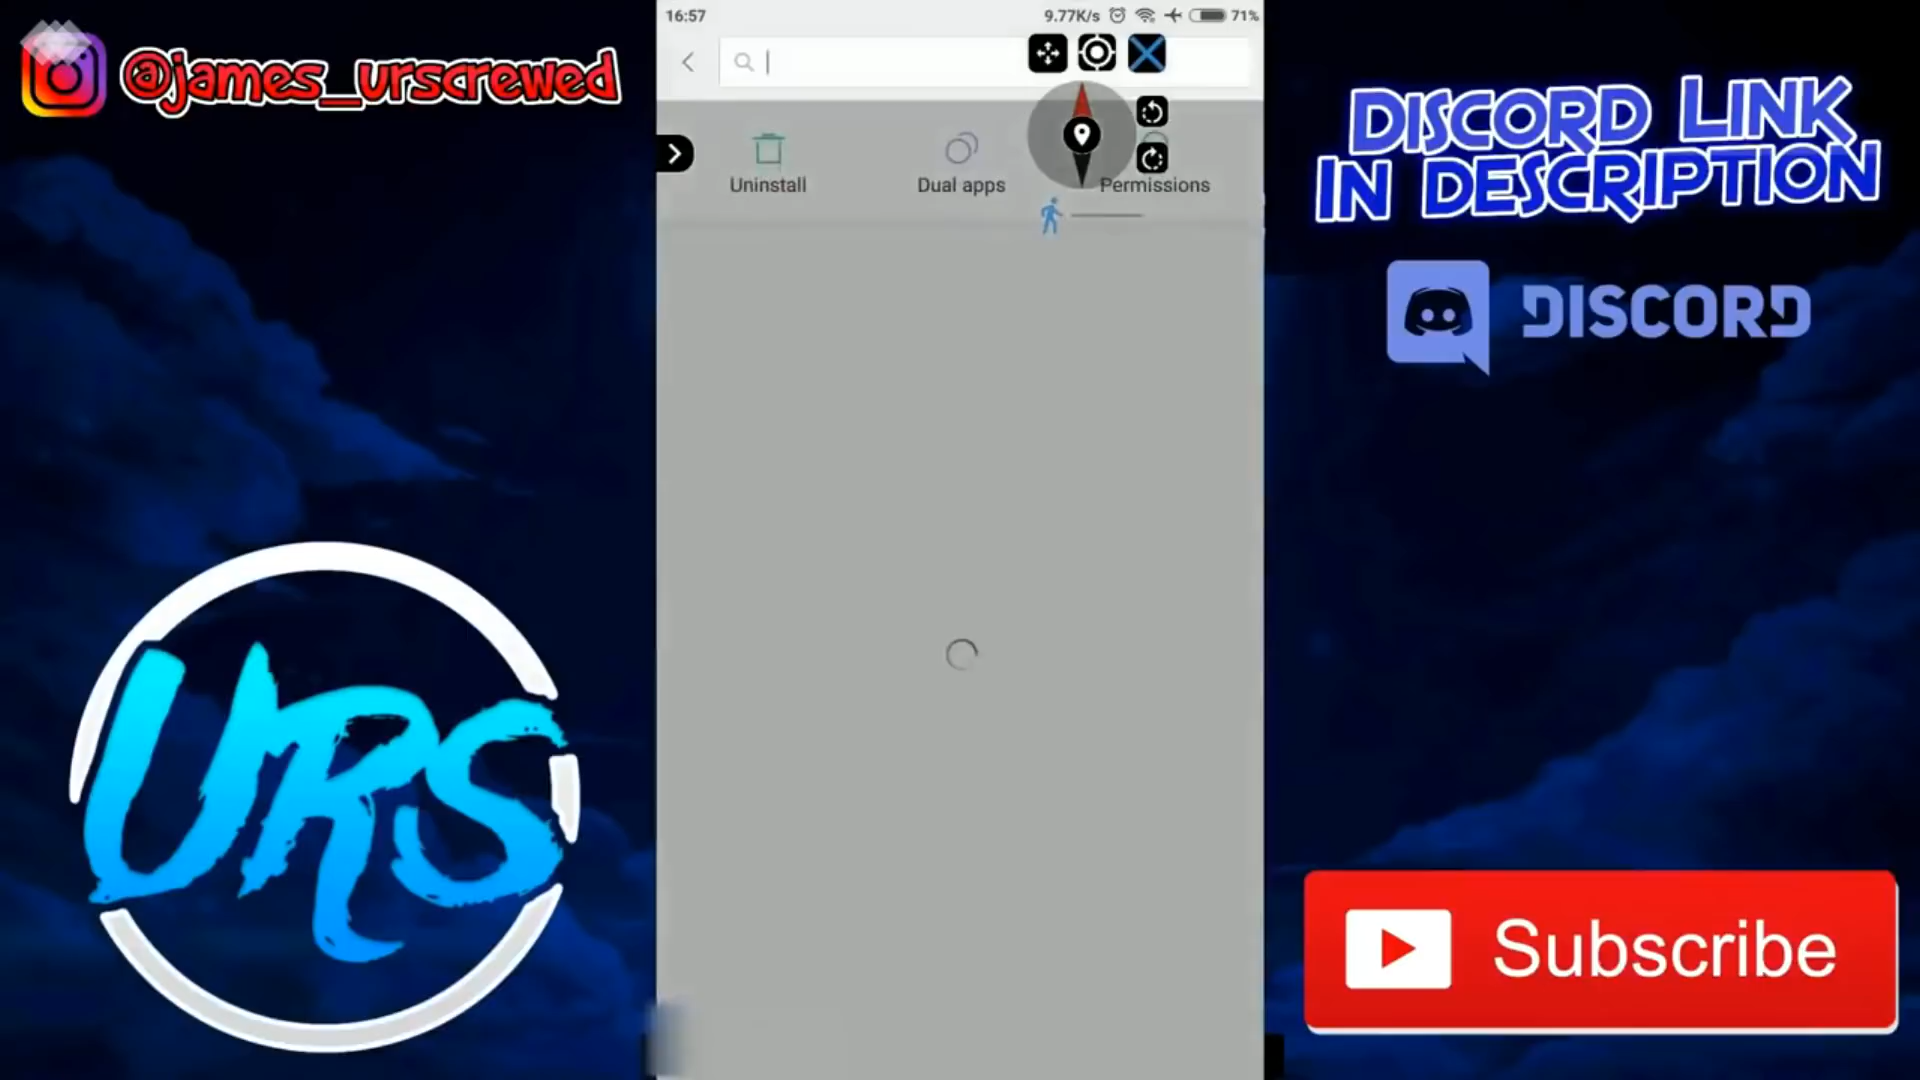 @james_urscrewed
16:57
9.77K/s
71%
Uninstall
Dual apps
Permissions
DISCORD LINK
IN DESCRIPTION
DISCORD
URS
Subscribe